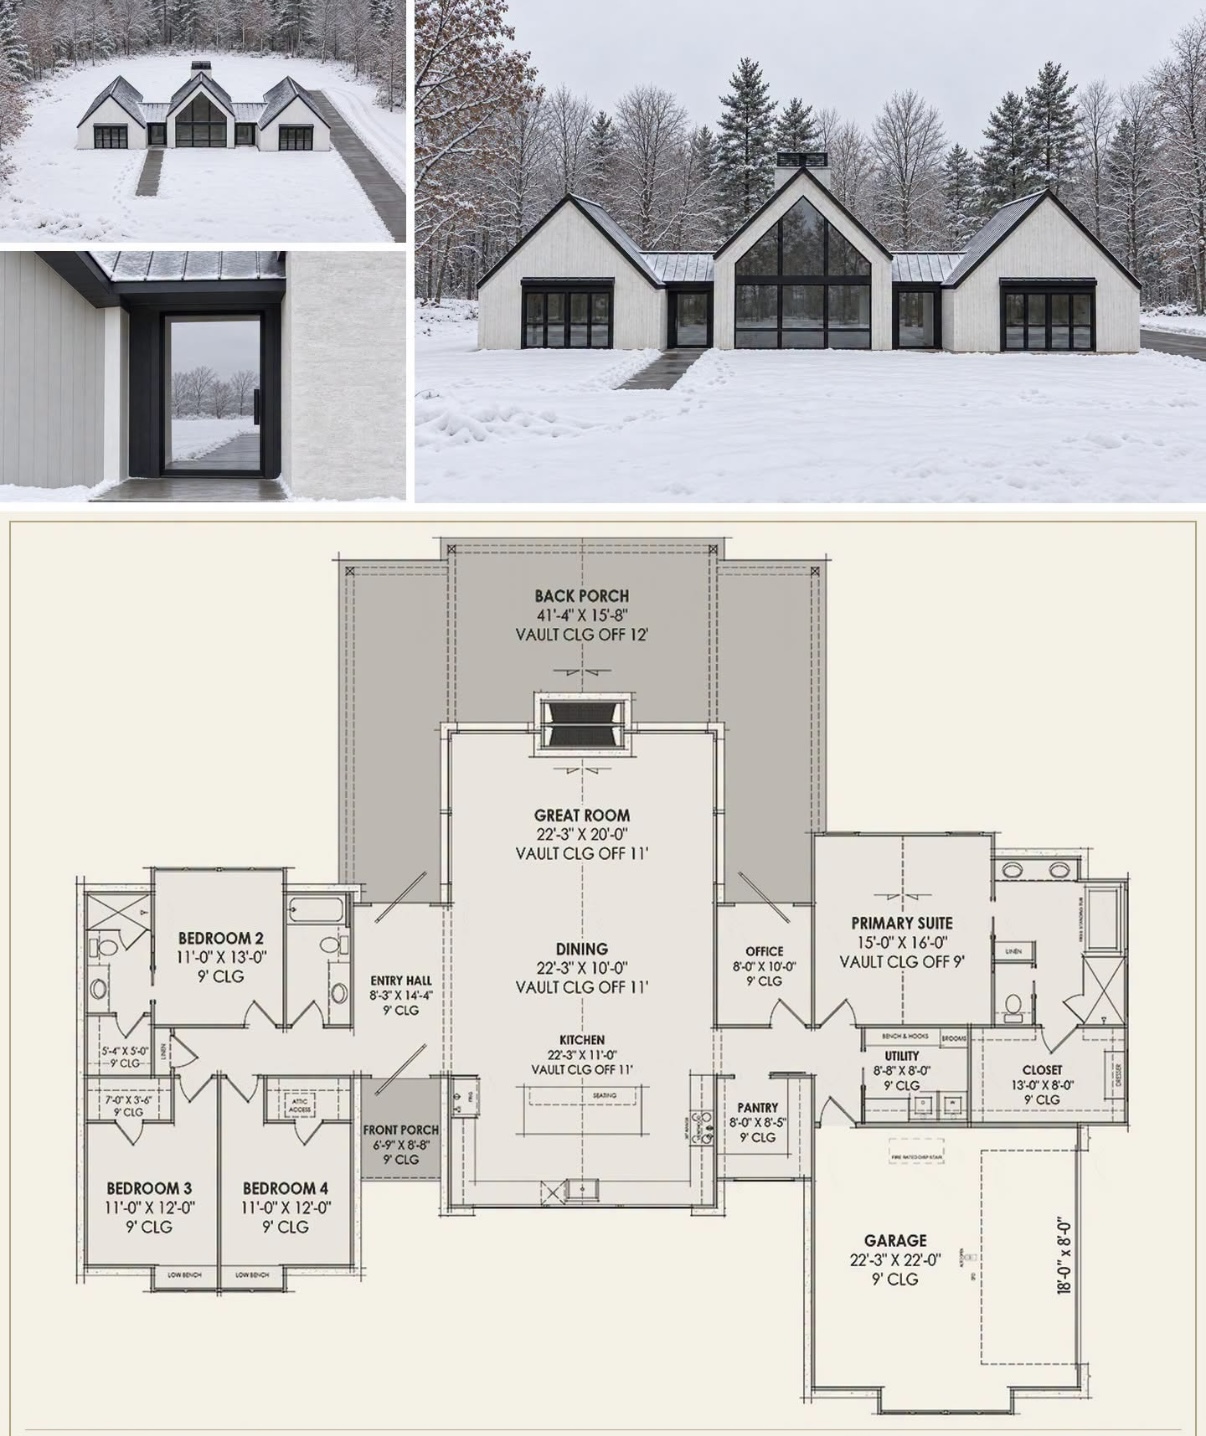 BACK PORCH
41'-4" X 15'-8"
VAULT CLG OFF 12'
GREAT ROOM
22'-3" X 20'-0"
VAULT CLG OFF 11'
BEDROOM 2
11'-0" X 13'-0"
9' CLG
ENTRY HALL
8'-3" X 14'-4"
9' CLG
DINING
22'-3" X 10'-0"
VAULT CLG OFF 11'
OFFICE
8'-0" X 10'-0"
9' CLG
PRIMARY SUITE
15'-0" X 16'-0"
VAULT CLG OFF 9'
LINEN
5'-4" X 5'-0"
9' CLG
LINEN
KITCHEN
22'-3" X 11'-0"
VAULT CLG OFF 11'
SEATING
BENCH & HOOKS
BROOMS
UTILITY
8'-8" X 8'-0"
9' CLG
CLOSET
13'-0" X 8'-0"
9' CLG
DRESSER
7'-0" X 3'-6"
9' CLG
ATTIC
ACCESS
FRONT PORCH
6'-9" X 8'-8"
9' CLG
PANTRY
8'-0" X 8'-5"
9' CLG
BEDROOM 3
11'-0" X 12'-0"
9' CLG
BEDROOM 4
11'-0" X 12'-0"
9' CLG
LOW BENCH
LOW BENCH
GARAGE
22'-3" X 22'-0"
9' CLG
18'-0" x 8'-0"